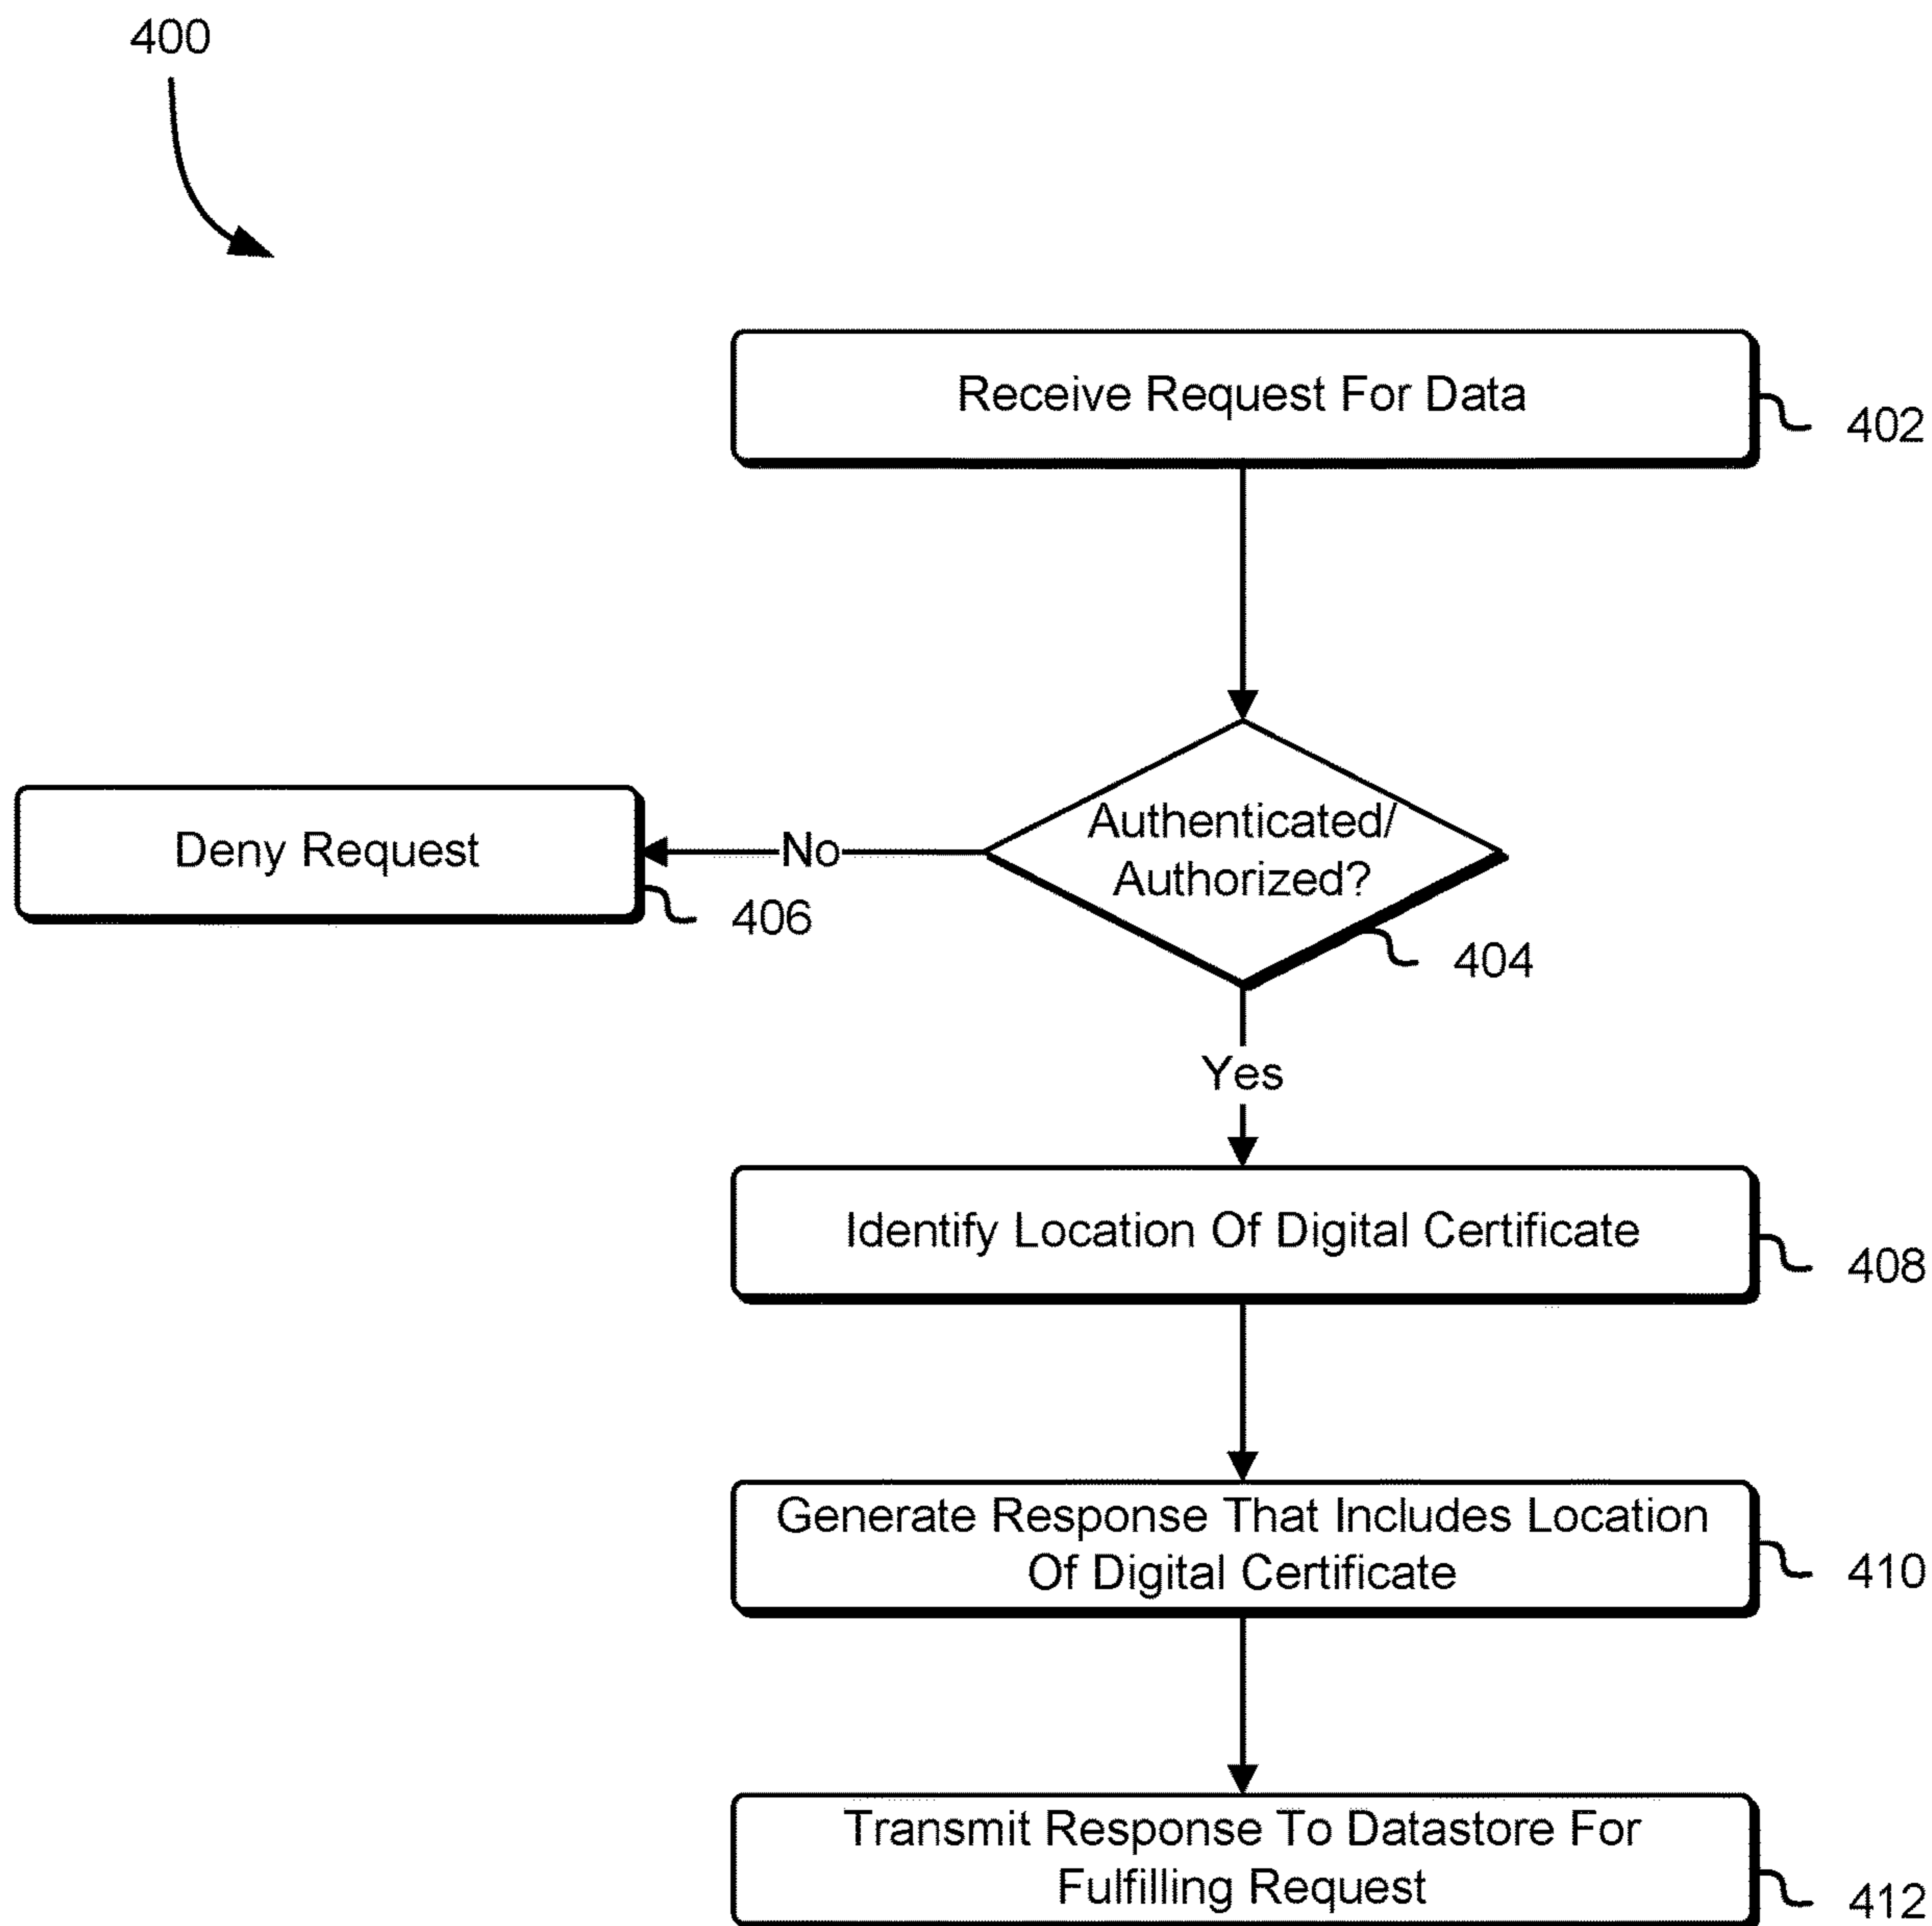 400
Receive Request For Data
402
Authenticated/
Authorized?
404
No
Deny Request
406
Yes
Identify Location Of Digital Certificate
408
Generate Response That Includes Location
Of Digital Certificate
410
Transmit Response To Datastore For
Fulfilling Request
412